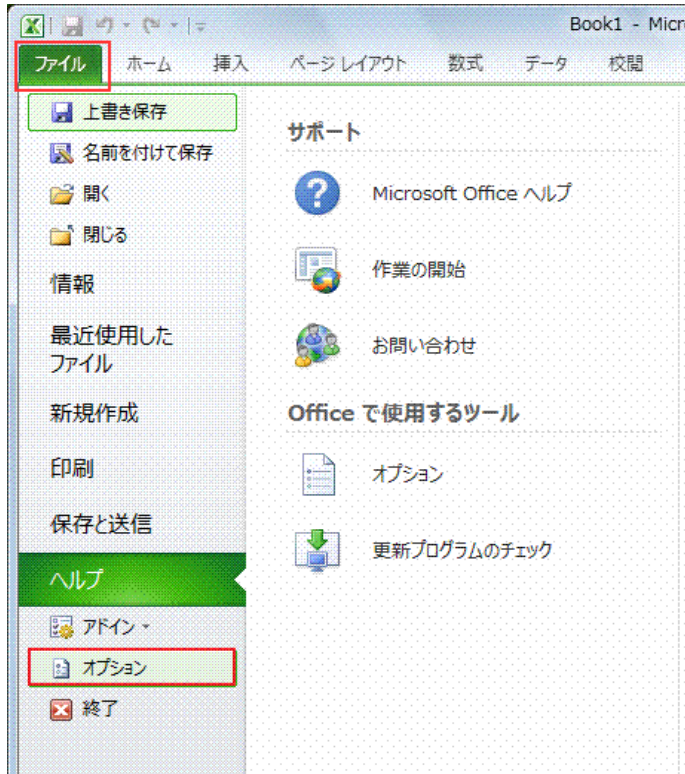 Book1 - Micr
ファイル ホーム 挿入 ページ レイアウト 数式 データ 校閲
上書き保存
名前を付けて保存
開く
閉じる
情報
最近使用した
ファイル
新規作成
印刷
保存と送信
ヘルプ
アドイン
オプション
終了
サポート
Microsoft Office ヘルプ
作業の開始
お問い合わせ
Office で使用するツール
オプション
更新プログラムのチェック